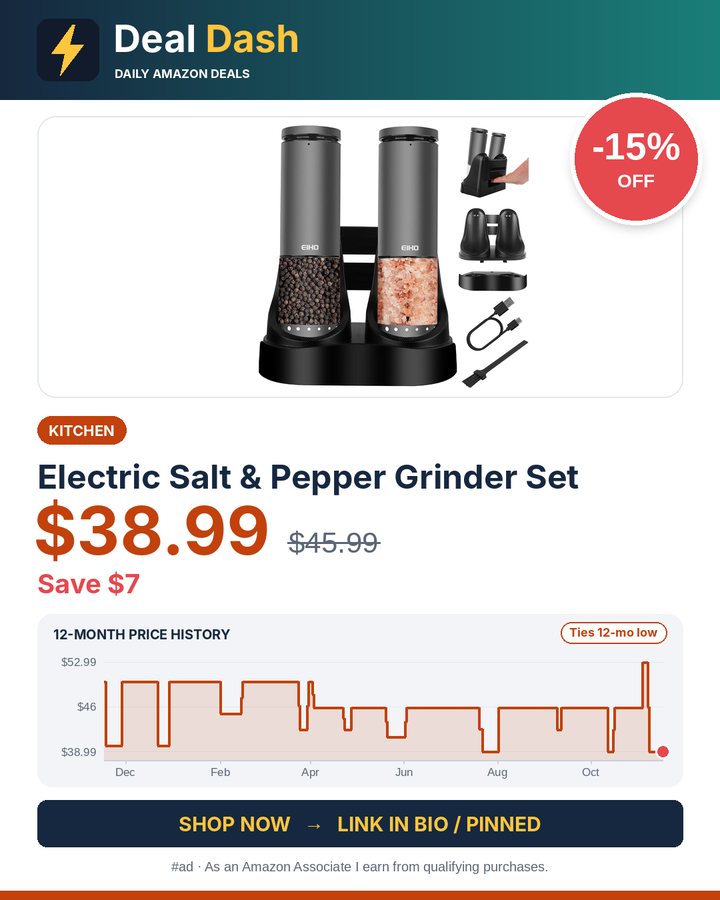 Deal Dash
DAILY AMAZON DEALS
-15%
OFF
EIHO
EIHO
KITCHEN
Electric Salt & Pepper Grinder Set
$38.99 $45.99
Save $7
12-MONTH PRICE HISTORY
Ties 12-mo low
$52.99
$46
$38.99
Dec Feb Apr Jun Aug Oct
SHOP NOW → LINK IN BIO / PINNED
#ad · As an Amazon Associate I earn from qualifying purchases.